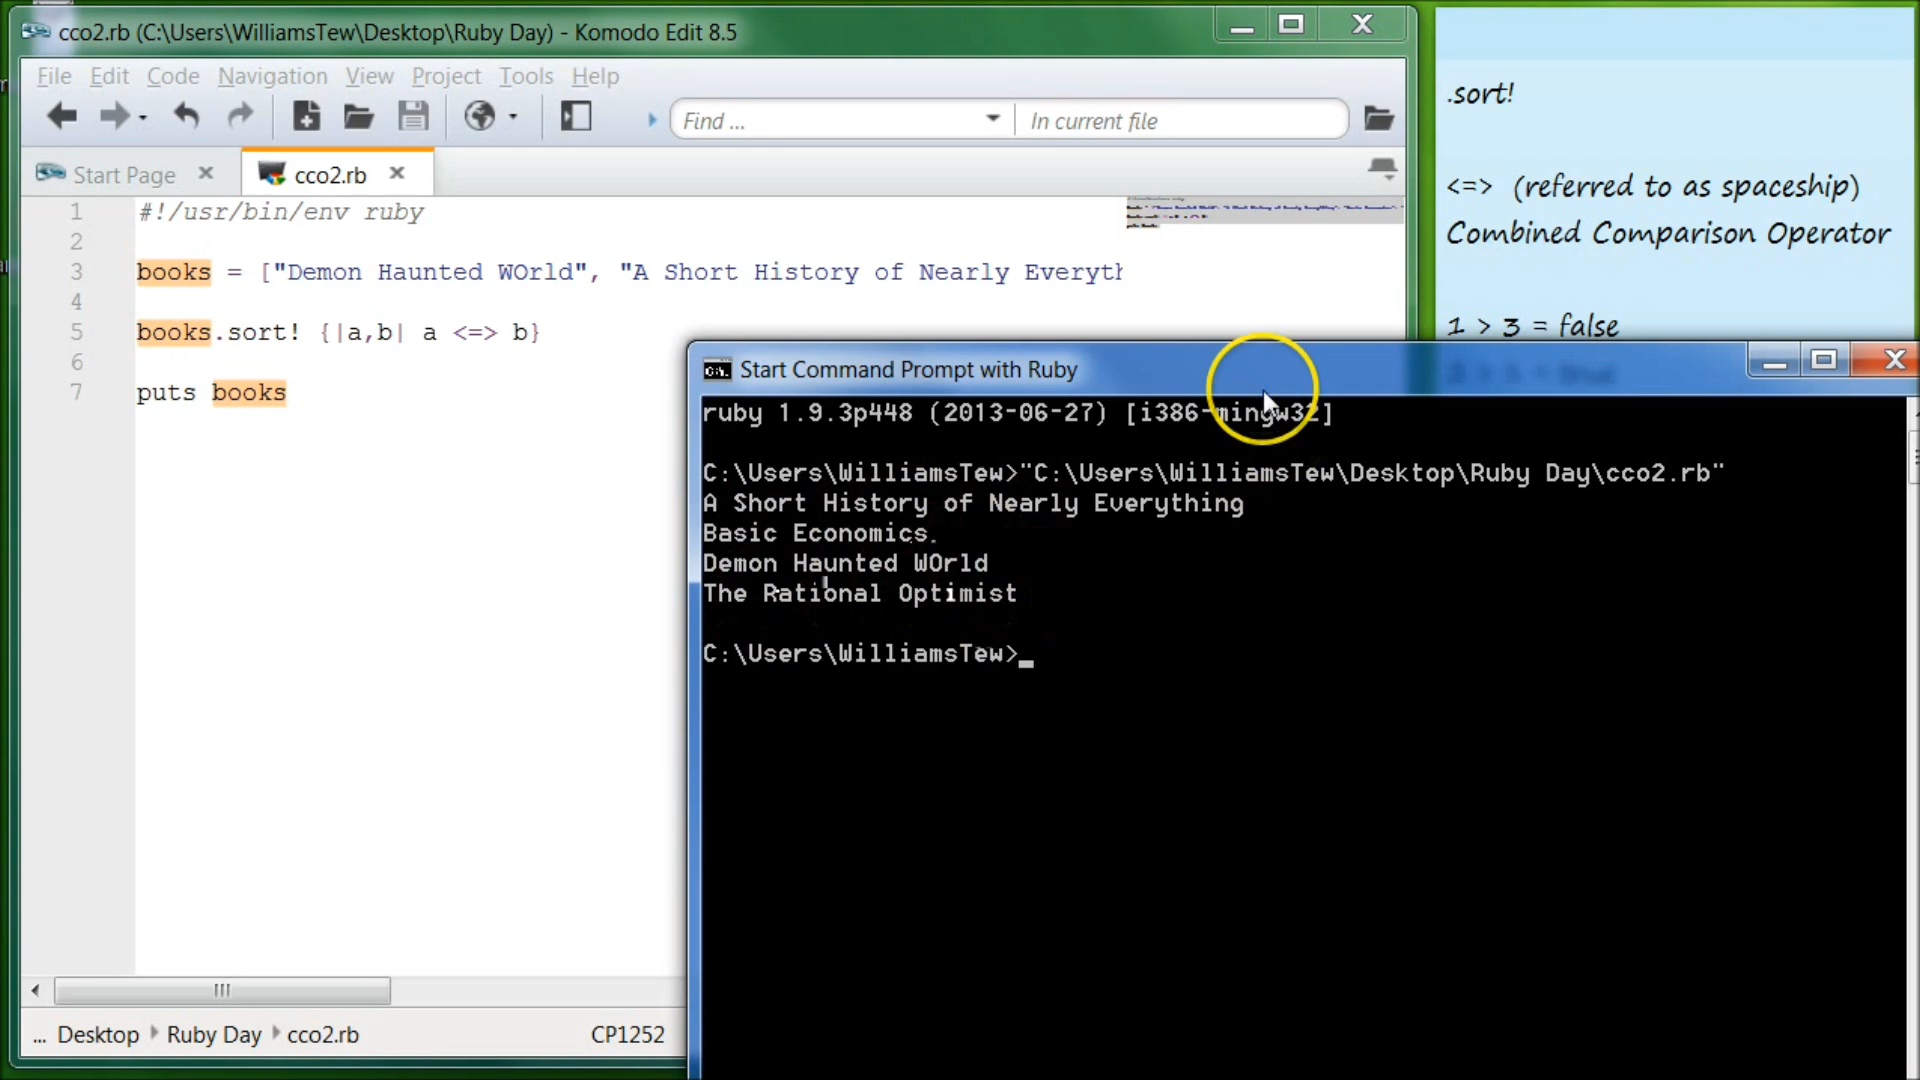 cco2.rb (C:\Users\WilliamsTew\Desktop\Ruby Day) - Komodo Edit 8.5
File Edit Code Navigation View Project Tools Help
Find ...
In current file
Start Page
cco2.rb
1 #!/usr/bin/env ruby
2
3 books = ["Demon Haunted WOrld", "A Short History of Nearly Everyth
4
5 books.sort! {|a,b| a <=> b}
6
7 puts books
... Desktop Ruby Day cco2.rb
CP1252
.sort!
<=> (referred to as spaceship)
Combined Comparison Operator
1 > 3 = false
Start Command Prompt with Ruby
ruby 1.9.3p448 (2013-06-27) [i386-mingw32]
C:\Users\WilliamsTew>"C:\Users\WilliamsTew\Desktop\Ruby Day\cco2.rb"
A Short History of Nearly Everything
Basic Economics
Demon Haunted WOrld
The Rational Optimist
C:\Users\WilliamsTew>_